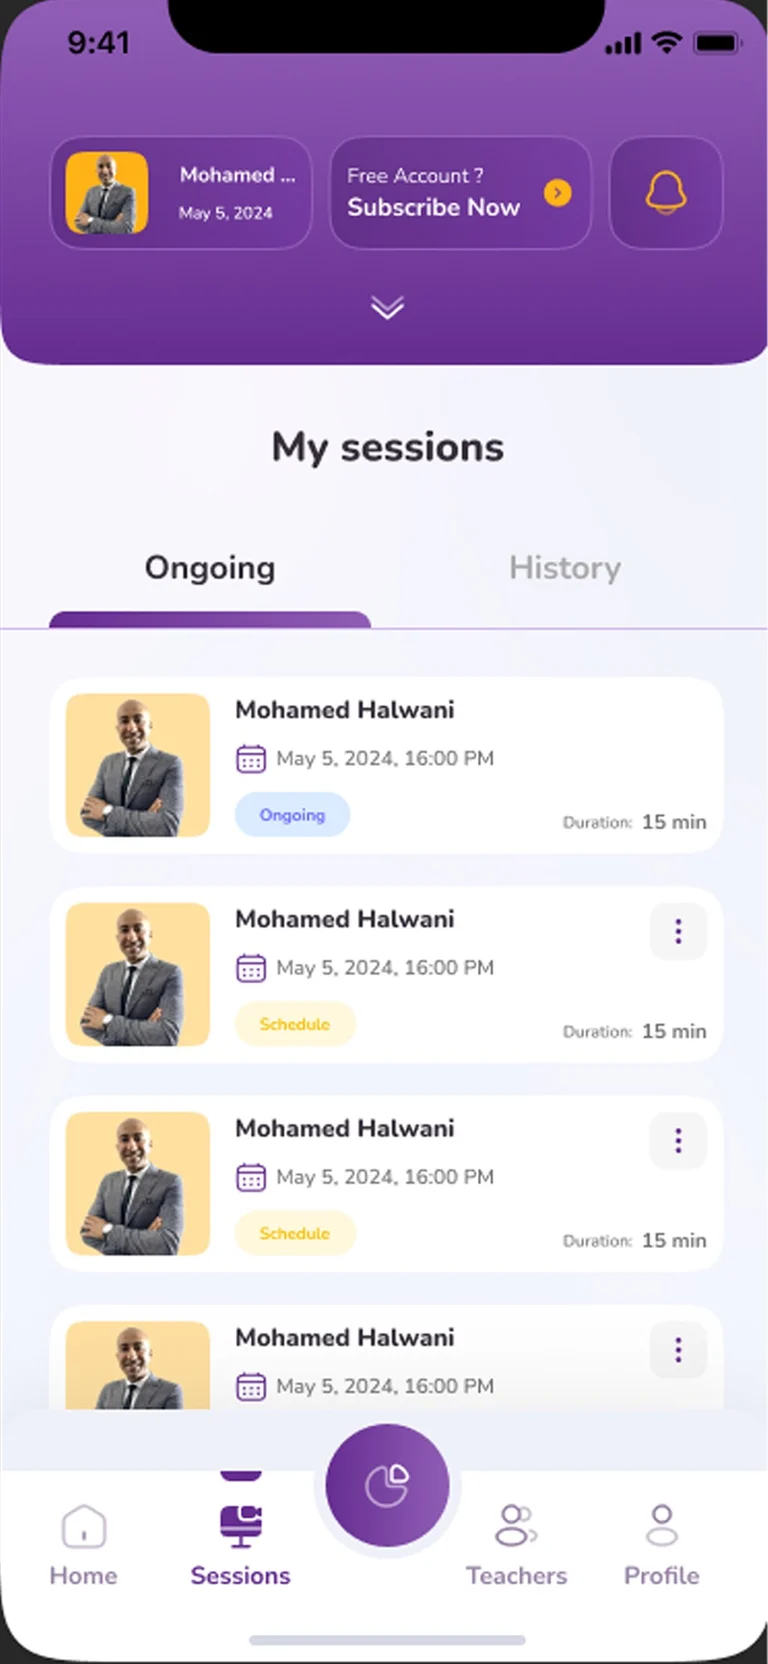 9:41
Mohamed ...
May 5, 2024
Free Account ?
Subscribe Now
My sessions
Ongoing
History
Mohamed Halwani
May 5, 2024, 16:00 PM
Ongoing
Duration: 15 min
Mohamed Halwani
May 5, 2024, 16:00 PM
Schedule
Duration: 15 min
Mohamed Halwani
May 5, 2024, 16:00 PM
Schedule
Duration: 15 min
Mohamed Halwani
May 5, 2024, 16:00 PM
Home
Sessions
Teachers
Profile